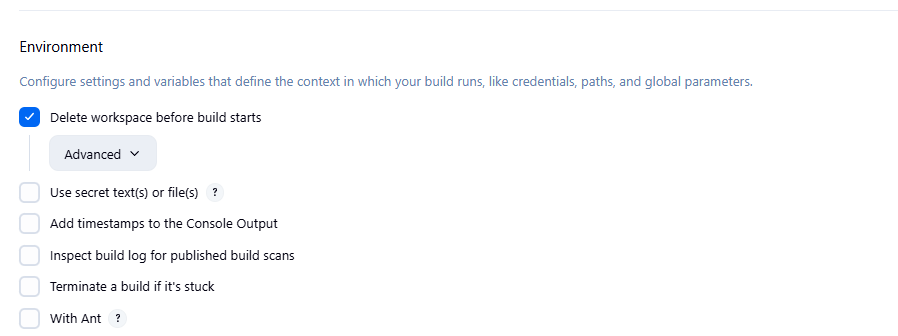 Environment
Configure settings and variables that define the context in which your build runs, like credentials, paths, and global parameters.
Delete workspace before build starts
Advanced
Use secret text(s) or file(s) ?
Add timestamps to the Console Output
Inspect build log for published build scans
Terminate a build if it's stuck
With Ant ?